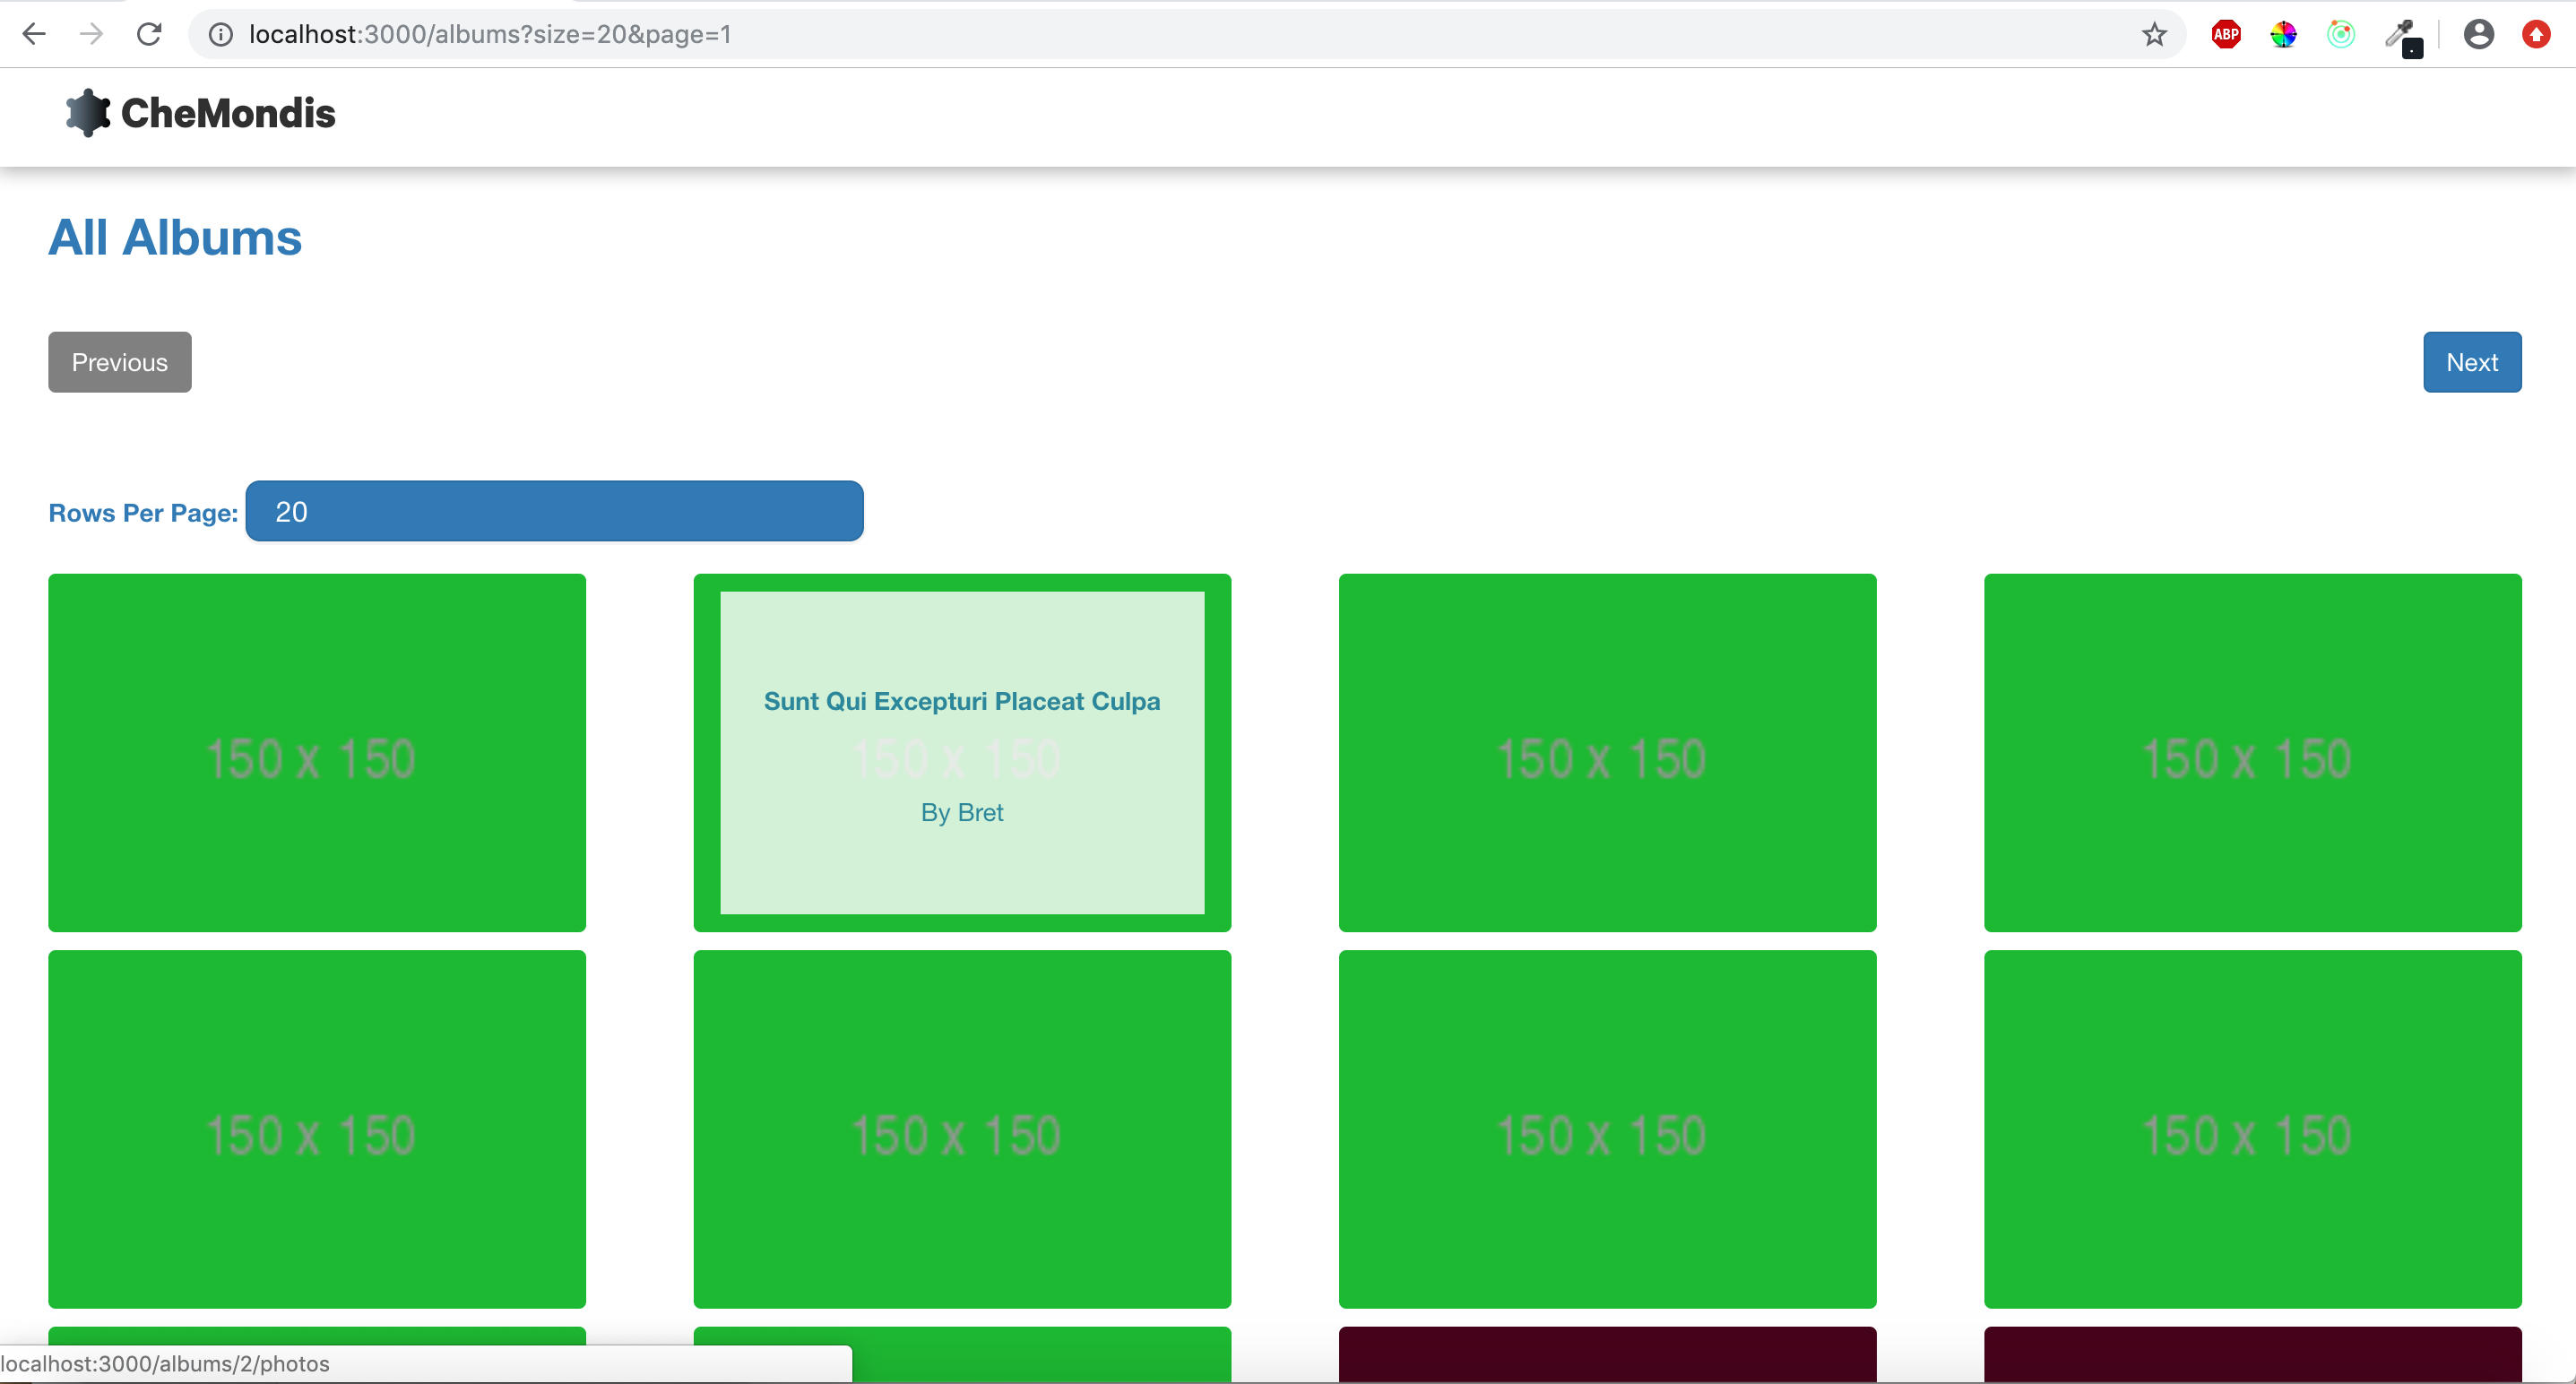 localhost:3000/albums?size=20&page=1
ABP
CheMondis
All Albums
Previous
Next
Rows Per Page: 20
150 x 150
Sunt Qui Excepturi Placeat Culpa
150 x 150
By Bret
150 x 150
150 x 150
150 x 150
150 x 150
150 x 150
150 x 150
localhost:3000/albums/2/photos